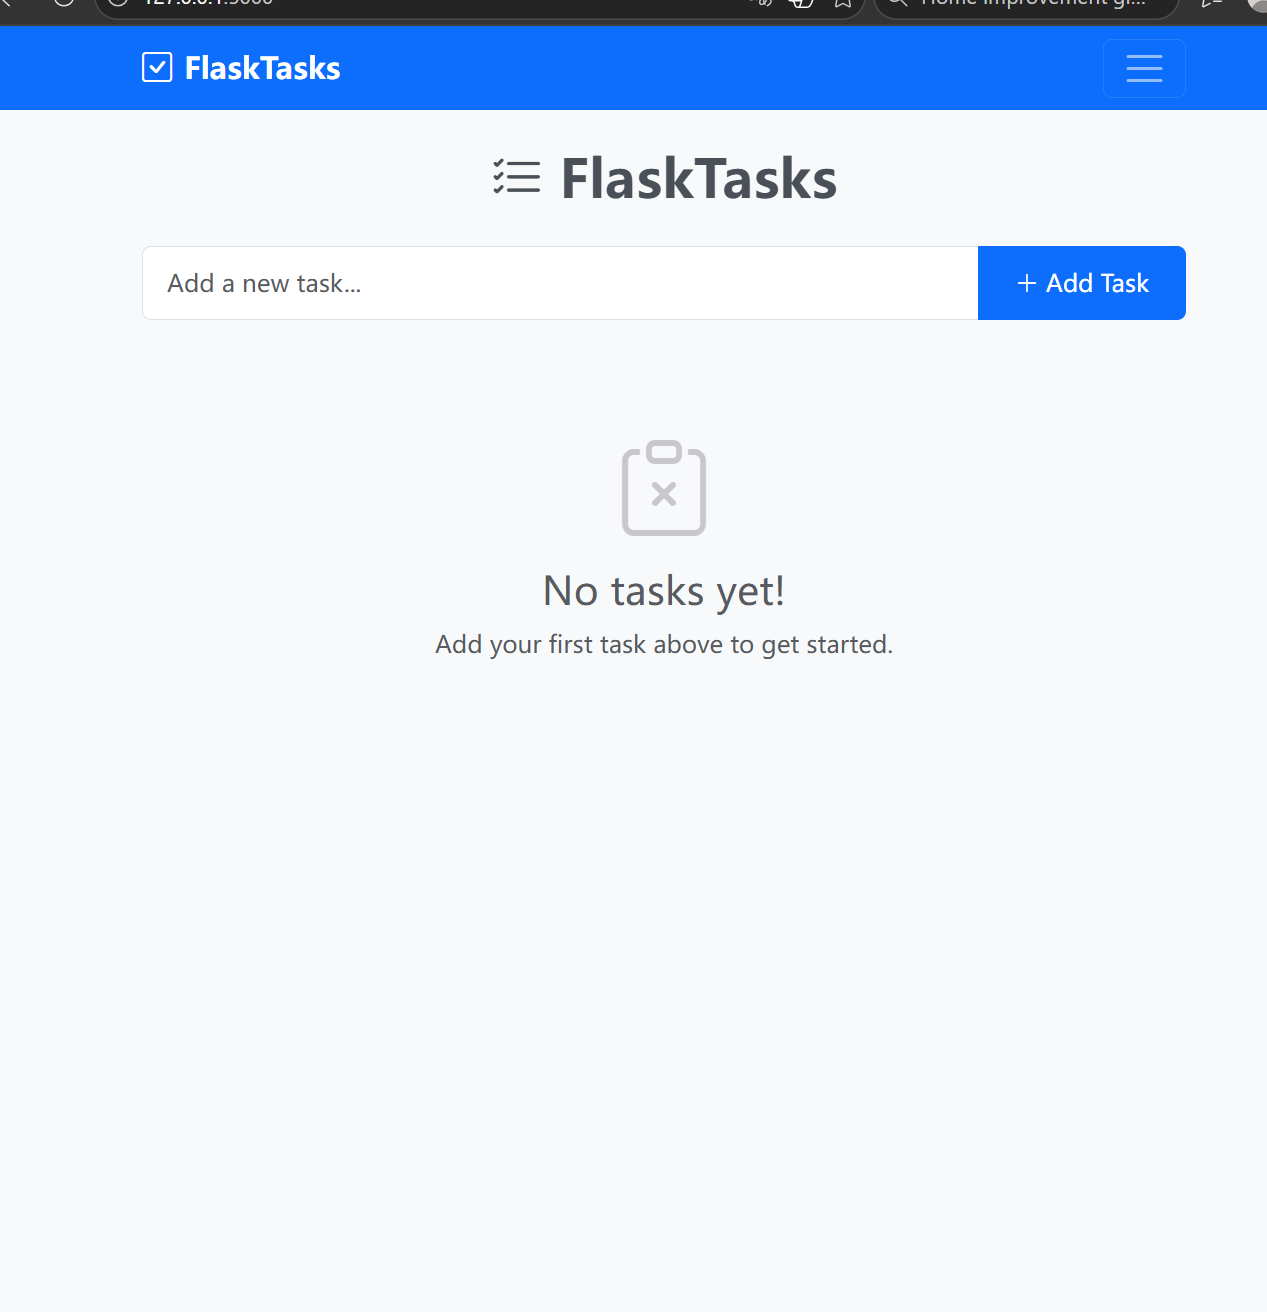 FlaskTasks
FlaskTasks
Add a new task...
Add Task
No tasks yet!
Add your first task above to get started.